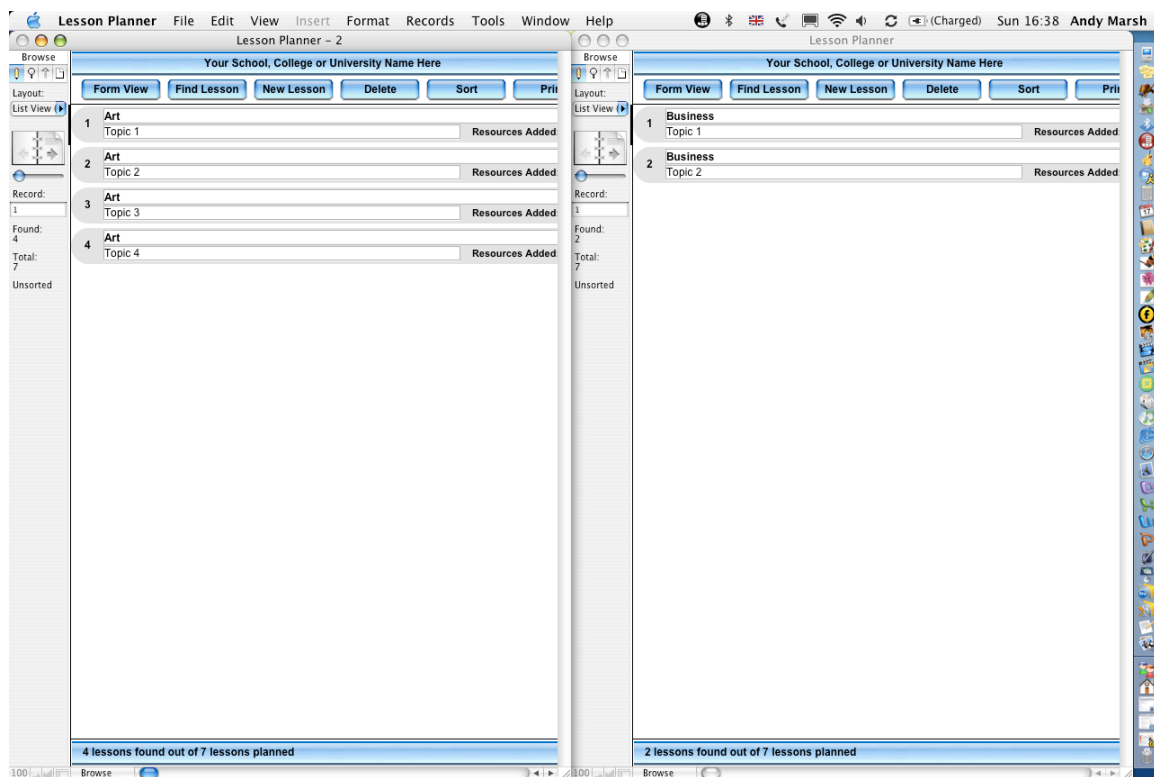 Lesson Planner File Edit View Insert Format Records Tools Window Help (Charged) Sun 16:38 Andy Marsh
Lesson Planner – 2
Browse
Your School, College or University Name Here
Layout:
Form View Find Lesson New Lesson Delete Sort Prin
List View (
1 Art
Topic 1 Resources Added:
2 Art
Topic 2 Resources Added:
3 Art
Topic 3 Resources Added:
4 Art
Topic 4 Resources Added:
Record:
1
Found:
4
Total:
7
Unsorted
4 lessons found out of 7 lessons planned
100 Browse
Lesson Planner
Browse
Your School, College or University Name Here
Layout:
Form View Find Lesson New Lesson Delete Sort Prin
List View (
1 Business
Topic 1 Resources Added:
2 Business
Topic 2 Resources Added:
Record:
1
Found:
2
Total:
7
Unsorted
2 lessons found out of 7 lessons planned
100 Browse
17